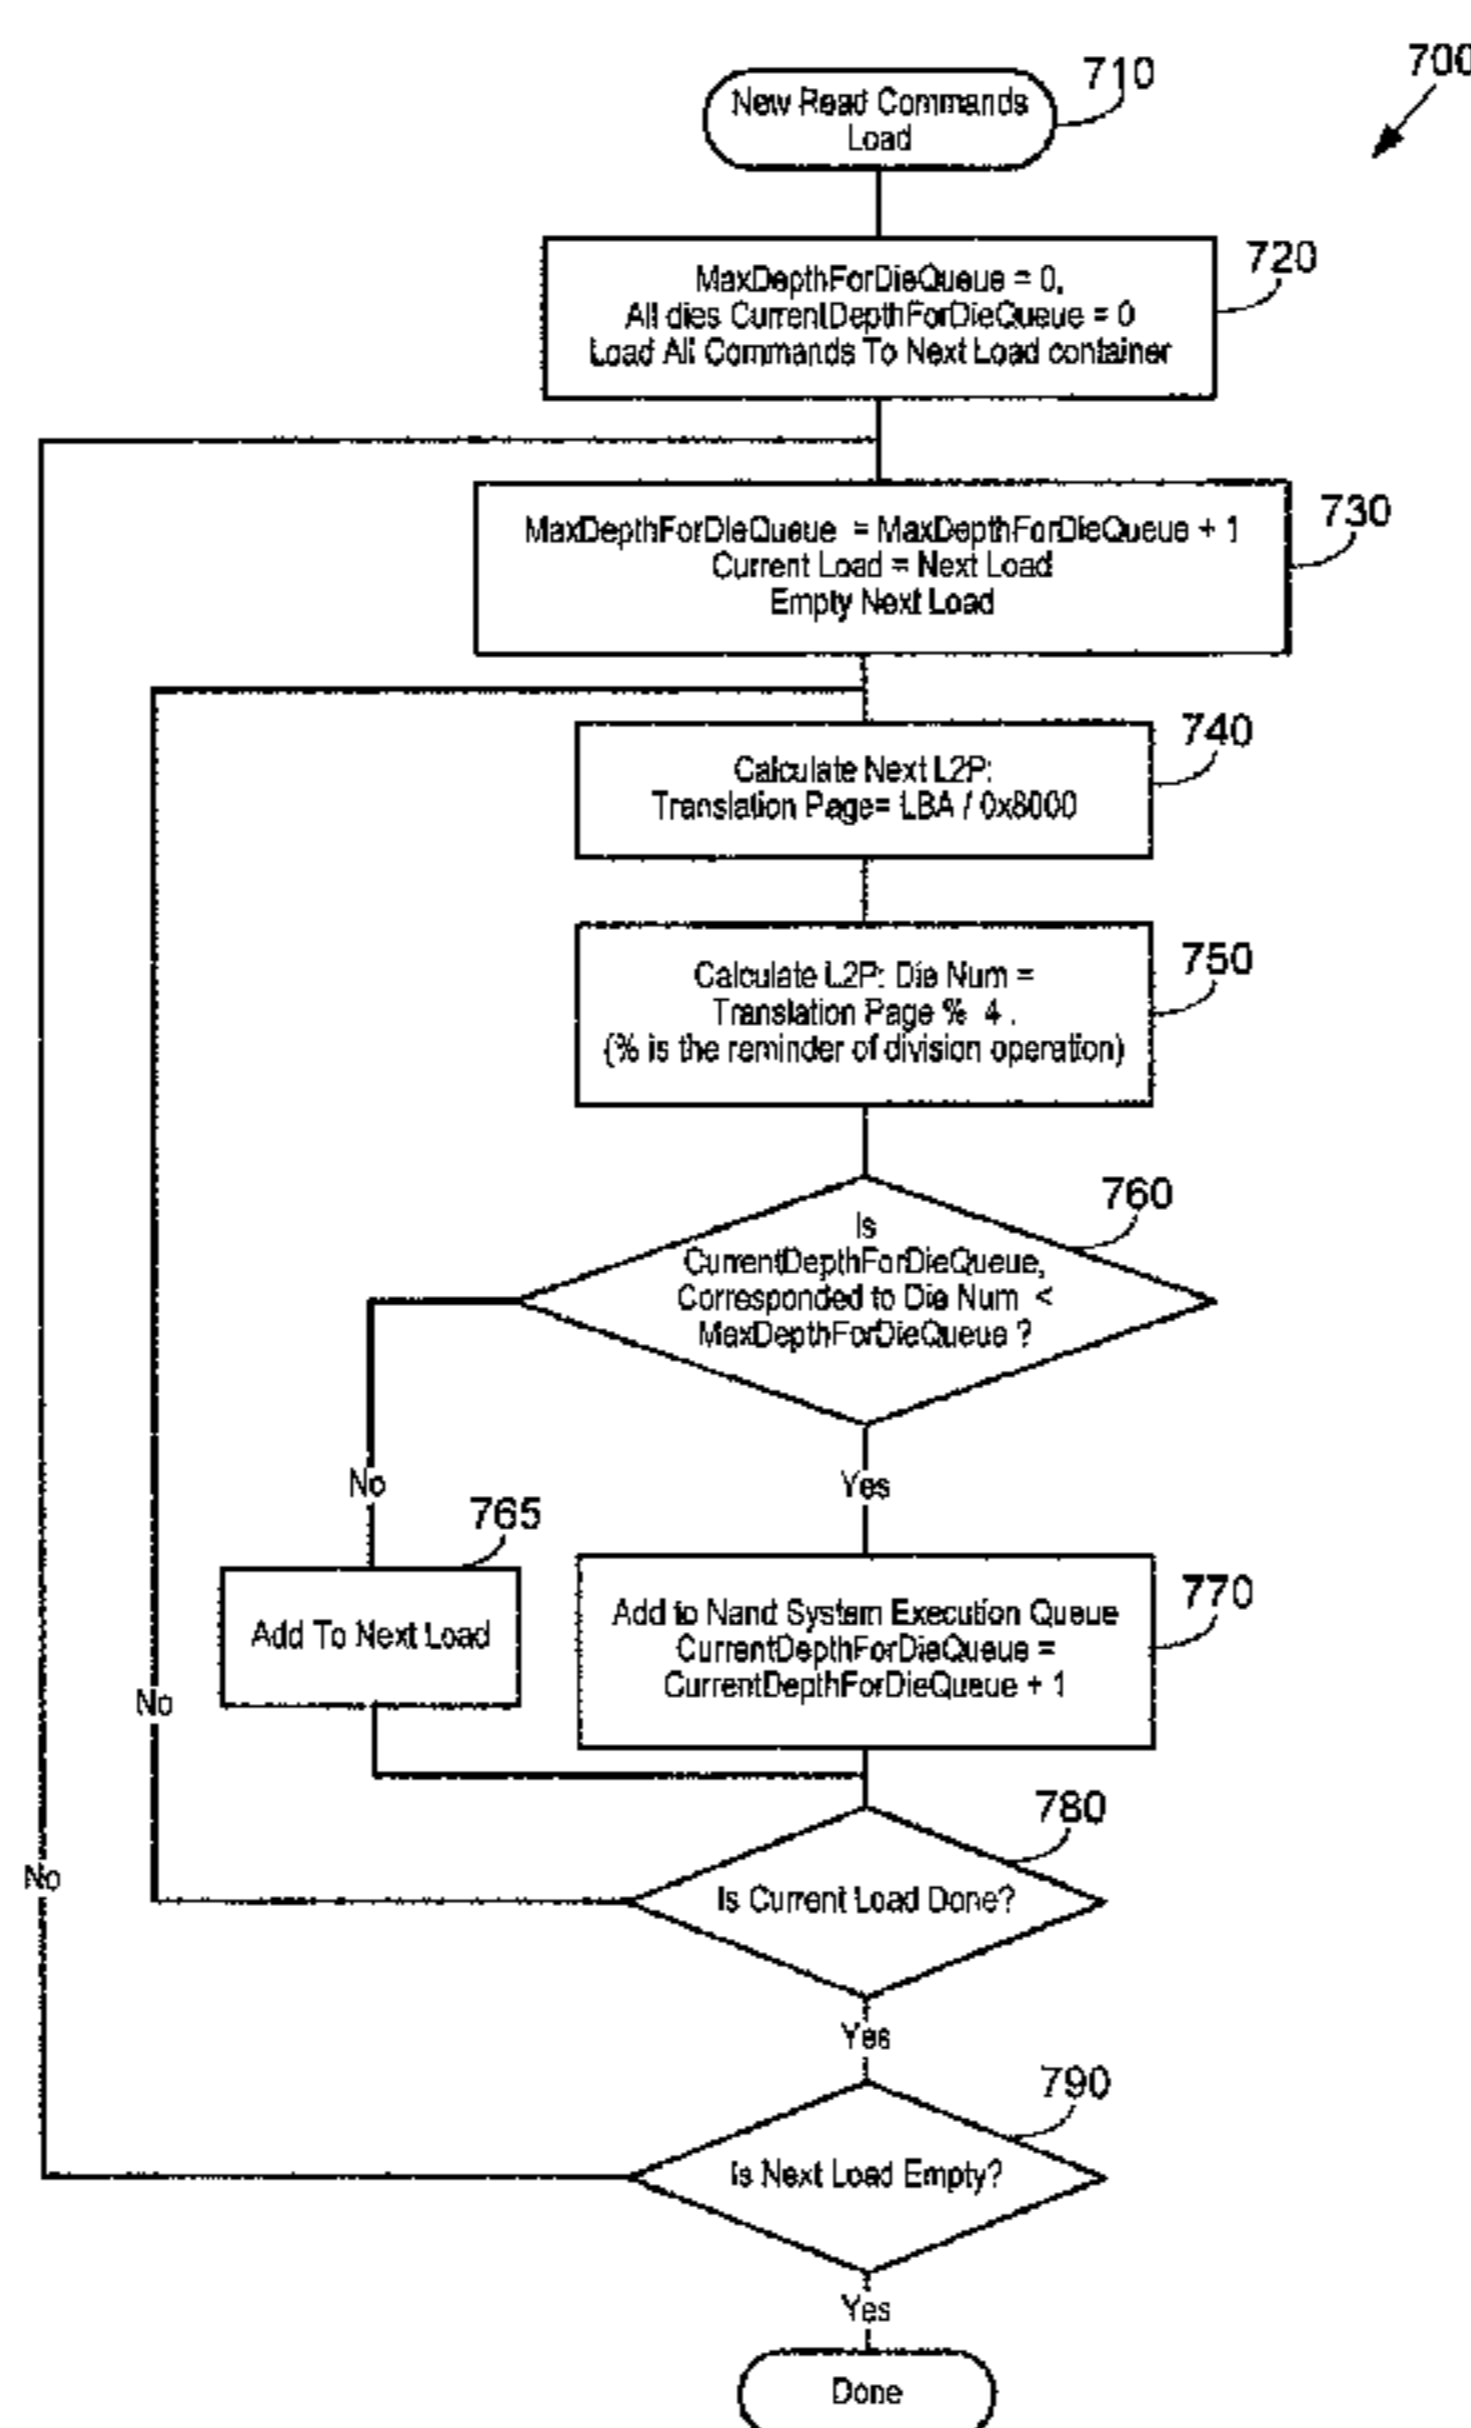 700
710
New Read Commands
Load
720
MaxDepthForDieQueue = 0,
All dies CurrentDepthForDieQueue = 0
Load All Commands To Next Load container
730
MaxDepthForDieQueue = MaxDepthForDieQueue + 1
Current Load = Next Load
Empty Next Load
740
Calculate Next L2P:
Translation Page= LBA / 0x8000
750
Calculate L2P: Die Num =
Translation Page % 4 .
(% is the reminder of division operation)
760
Is
CurrentDepthForDieQueue,
Corresponded to Die Num <
MaxDepthForDieQueue ?
No
Yes
765
Add To Next Load
770
Add to Nand System Execution Queue
CurrentDepthForDieQueue =
CurrentDepthForDieQueue + 1
No
780
Is Current Load Done?
No
Yes
790
Is Next Load Empty?
Yes
Done